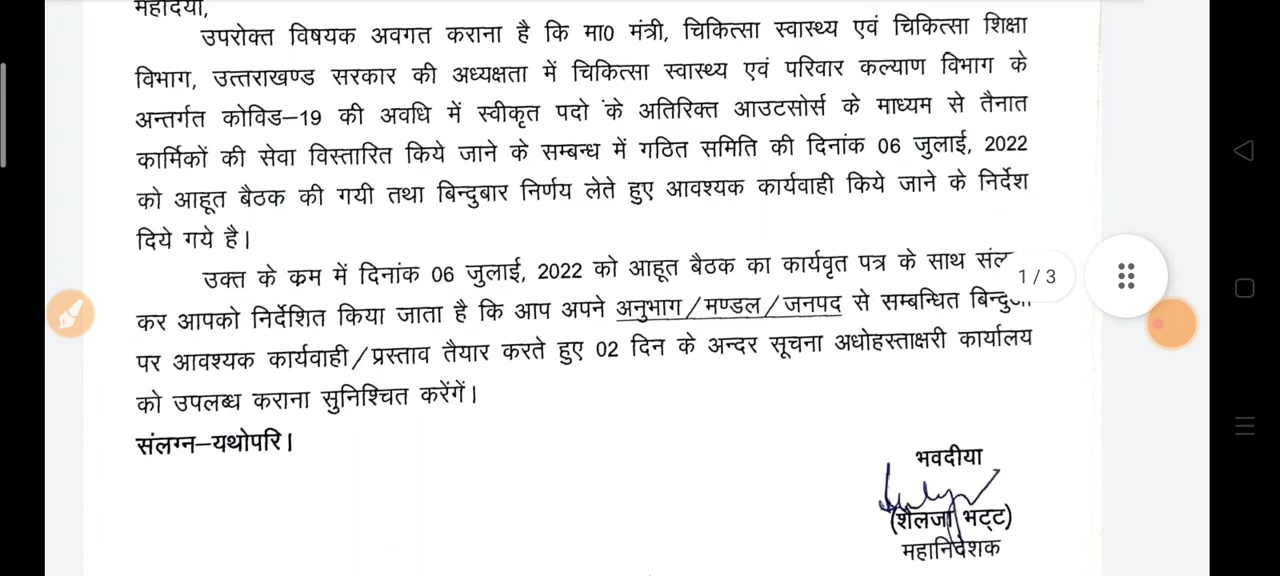 महोदया,
उपरोक्त विषयक अवगत कराना है कि मा0 मंत्री, चिकित्सा स्वास्थ्य एवं चिकित्सा शिक्षा
विभाग, उत्तराखण्ड सरकार की अध्यक्षता में चिकित्सा स्वास्थ्य एवं परिवार कल्याण विभाग के
अन्तर्गत कोविड–19 की अवधि में स्वीकृत पदो के अतिरिक्त आउटसोर्स के माध्यम से तैनात
कार्मिकों की सेवा विस्तारित किये जाने के सम्बन्ध में गठित समिति की दिनांक 06 जुलाई, 2022
को आहूत बैठक की गयी तथा बिन्दुबार निर्णय लेते हुए आवश्यक कार्यवाही किये जाने के निर्देश
दिये गये है।
उक्त के क्रम में दिनांक 06 जुलाई, 2022 को आहूत बैठक का कार्यवृत पत्र के साथ
1 / 3
कर आपको निर्देशित किया जाता है कि आप अपने अनुभाग/मण्डल/जनपद से सम्बन्धित
पर आवश्यक कार्यवाही/प्रस्ताव तैयार करते हुए 02 दिन के अन्दर सूचना अधोहस्ताक्षरी कार्यालय
को उपलब्ध कराना सुनिश्चित करेंगें।
संलग्न–यथोपरि।
भवदीया
(शैलजा भट्ट)
महानिदेशक